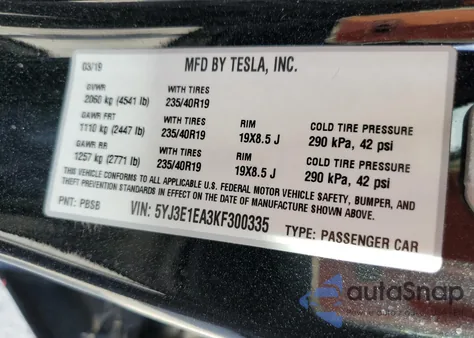 03/19 MFD BY TESLA, INC.
GVWR WITH TIRES
2060 kg (4541 lb) 235/40R19
GAWR FRT WITH TIRES RIM COLD TIRE PRESSURE
1110 kg (2447 lb) 235/40R19 19X8.5 J 290 kPa, 42 psi
GAWR RR WITH TIRES RIM COLD TIRE PRESSURE
1257 kg (2771 lb) 235/40R19 19X8.5 J 290 kPa, 42 psi
THIS VEHICLE CONFORMS TO ALL APPLICABLE U.S. FEDERAL MOTOR VEHICLE SAFETY, BUMPER, AND
THEFT PREVENTION STANDARDS IN EFFECT ON THE DATE OF MANUFACTURE SHOWN ABOVE.
PNT: PBSB VIN: 5YJ3E1EA3KF300335 TYPE: PASSENGER CAR
autoSnap